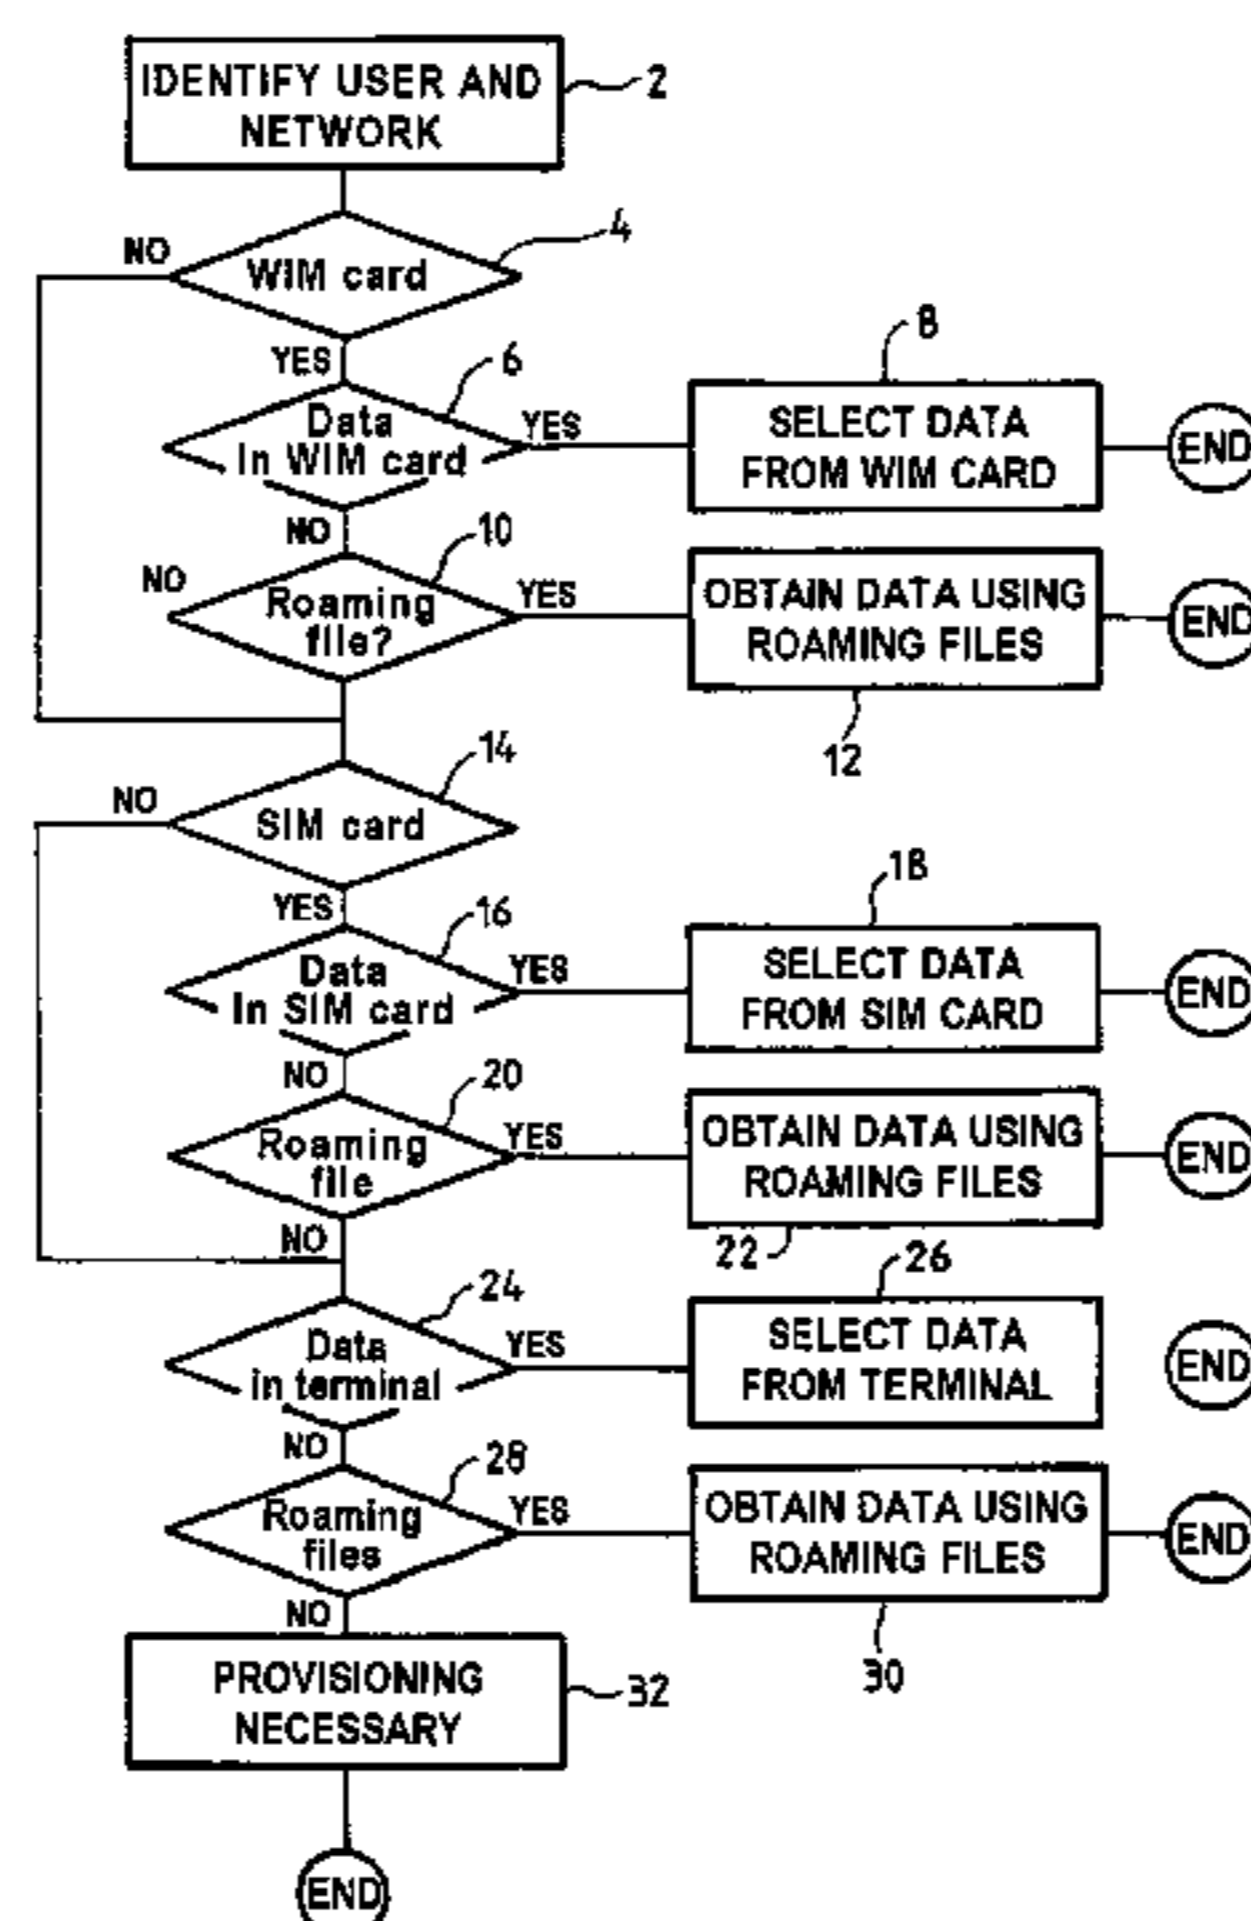 IDENTIFY USER AND
NETWORK
2
4
NO
WIM card
YES
6
8
Data
In WIM card
YES
SELECT DATA
FROM WIM CARD
END
NO
10
NO
Roaming
file?
YES
OBTAIN DATA USING
ROAMING FILES
END
12
14
NO
SIM card
YES
16
18
Data
In SIM card
YES
SELECT DATA
FROM SIM CARD
END
NO
20
Roaming
file
YES
OBTAIN DATA USING
ROAMING FILES
END
NO
22
24
26
Data
in terminal
YES
SELECT DATA
FROM TERMINAL
END
NO
28
Roaming
files
YES
OBTAIN DATA USING
ROAMING FILES
END
NO
30
PROVISIONING
NECESSARY
32
END